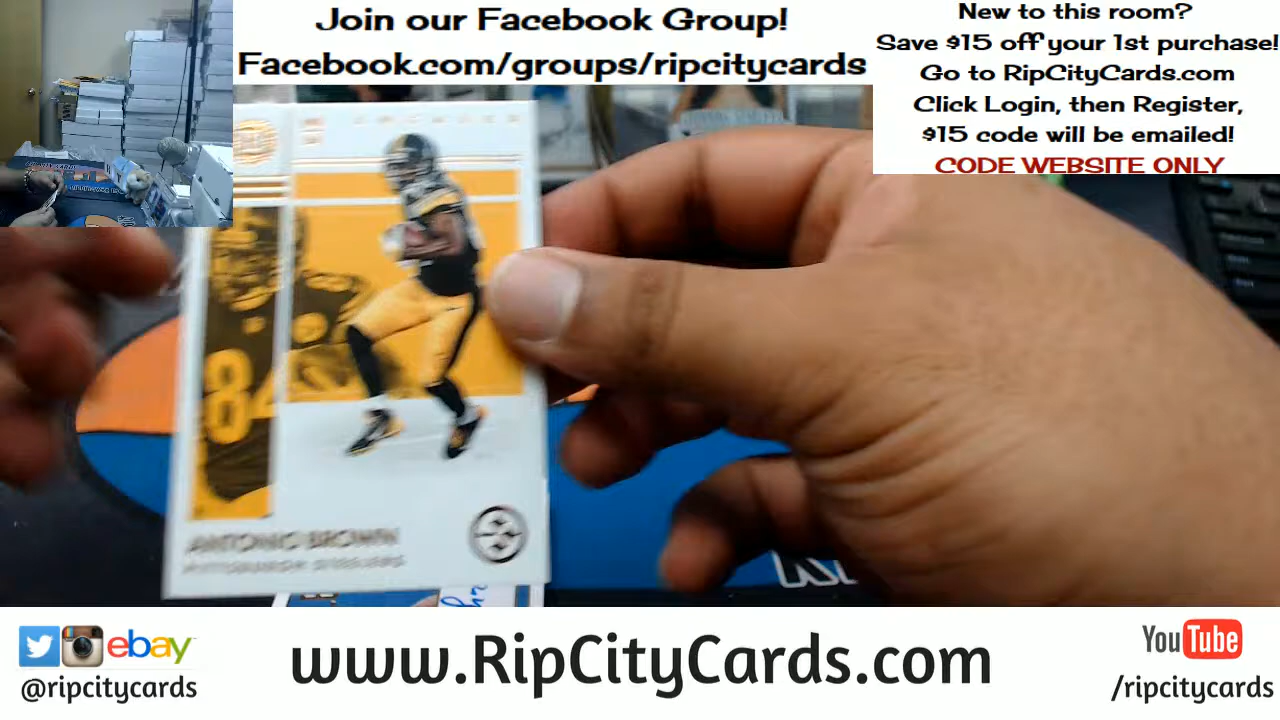 Join our Facebook Group!
Facebook.com/groups/ripcitycards
New to this room?
Save $15 off your 1st purchase!
Go to RipCityCards.com
Click Login, then Register,
$15 code will be emailed!
CODE WEBSITE ONLY
84
ANTONIO BROWN
PITTSBURGH STEELERS
ebay
@ripcitycards
www.RipCityCards.com
YouTube
/ripcitycards